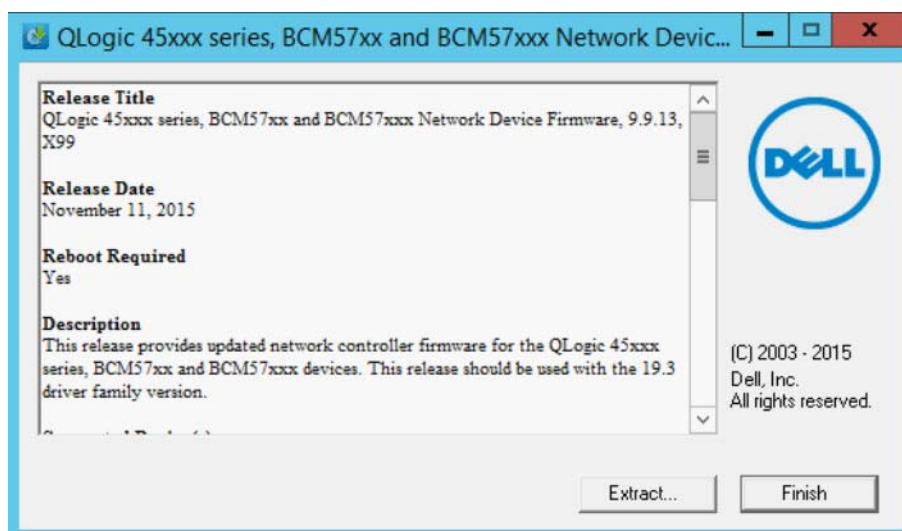 QLogic 45xxx series, BCM57xx and BCM57xxx Network Devic...
Release Title
QLogic 45xxx series, BCM57xx and BCM57xxx Network Device Firmware, 9.9.13,
X99
Release Date
November 11, 2015
Reboot Required
Yes
Description
This release provides updated network controller firmware for the QLogic 45xxx
series, BCM57xx and BCM57xxx devices. This release should be used with the 19.3
driver family version.
DELL
(C) 2003 - 2015
Dell, Inc.
All rights reserved.
Extract...
Finish